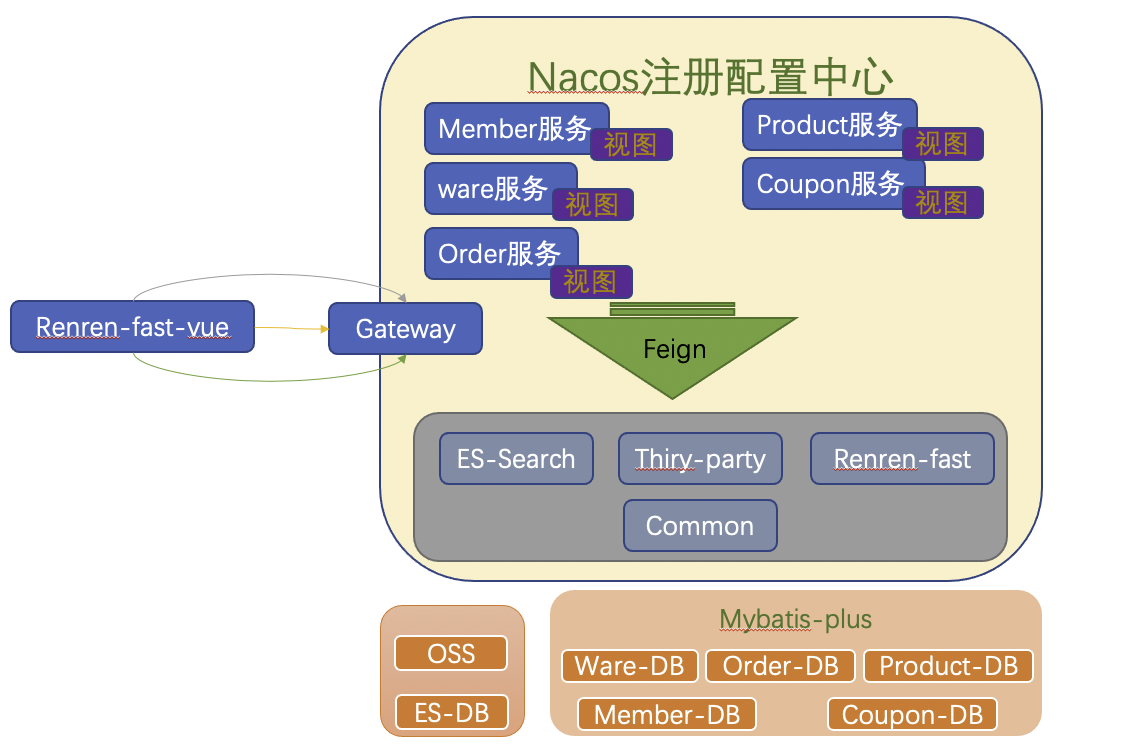 Nacos注册配置中心
Member服务
视图
Product服务
视图
ware服务
视图
Coupon服务
视图
Order服务
视图
Renren-fast-vue
Gateway
Feign
ES-Search
Thiry-party
Renren-fast
Common
OSS
ES-DB
Mybatis-plus
Ware-DB
Order-DB
Product-DB
Member-DB
Coupon-DB